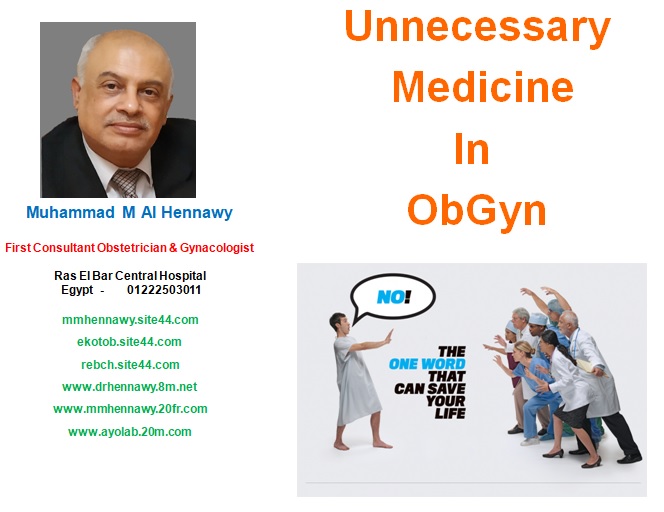 Unnecessary
Medicine
In
ObGyn
Muhammad M Al Hennawy
First Consultant Obstetrician & Gynacologist
Ras El Bar Central Hospital
Egypt - 01222503011
mmhennawy.site44.com
ekotob.site44.com
rebch.site44.com
www.drhennawy.8m.net
www.mmhennawy.20fr.com
www.ayolab.20m.com
NO!
THE
ONE WORD
THAT
CAN SAVE
YOUR
LIFE